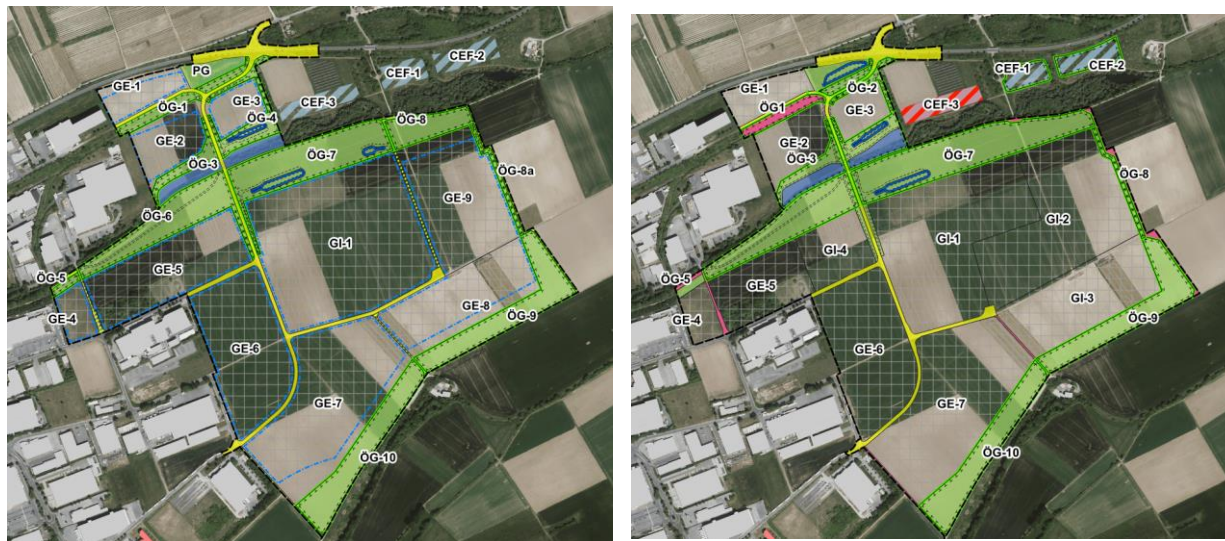 CEF-2
PG
CEF-1
GE-1
GE-3
CEF-3
ÖG-1
ÖG-4
ÖG-8
GE-2
ÖG-3
ÖG-7
ÖG-8a
GE-9
ÖG-6
GI-1
GE-5
ÖG-5
GE-8
GE-4
ÖG-9
GE-6
GE-7
ÖG-10
CEF-1
CEF-2
GE-1
ÖG-2
GE-3
CEF-3
ÖG1
GE-2
ÖG-3
ÖG-7
ÖG-8
GI-2
GI-1
GI-4
ÖG-5
GE-5
GI-3
GE-4
ÖG-9
GE-6
GE-7
ÖG-10